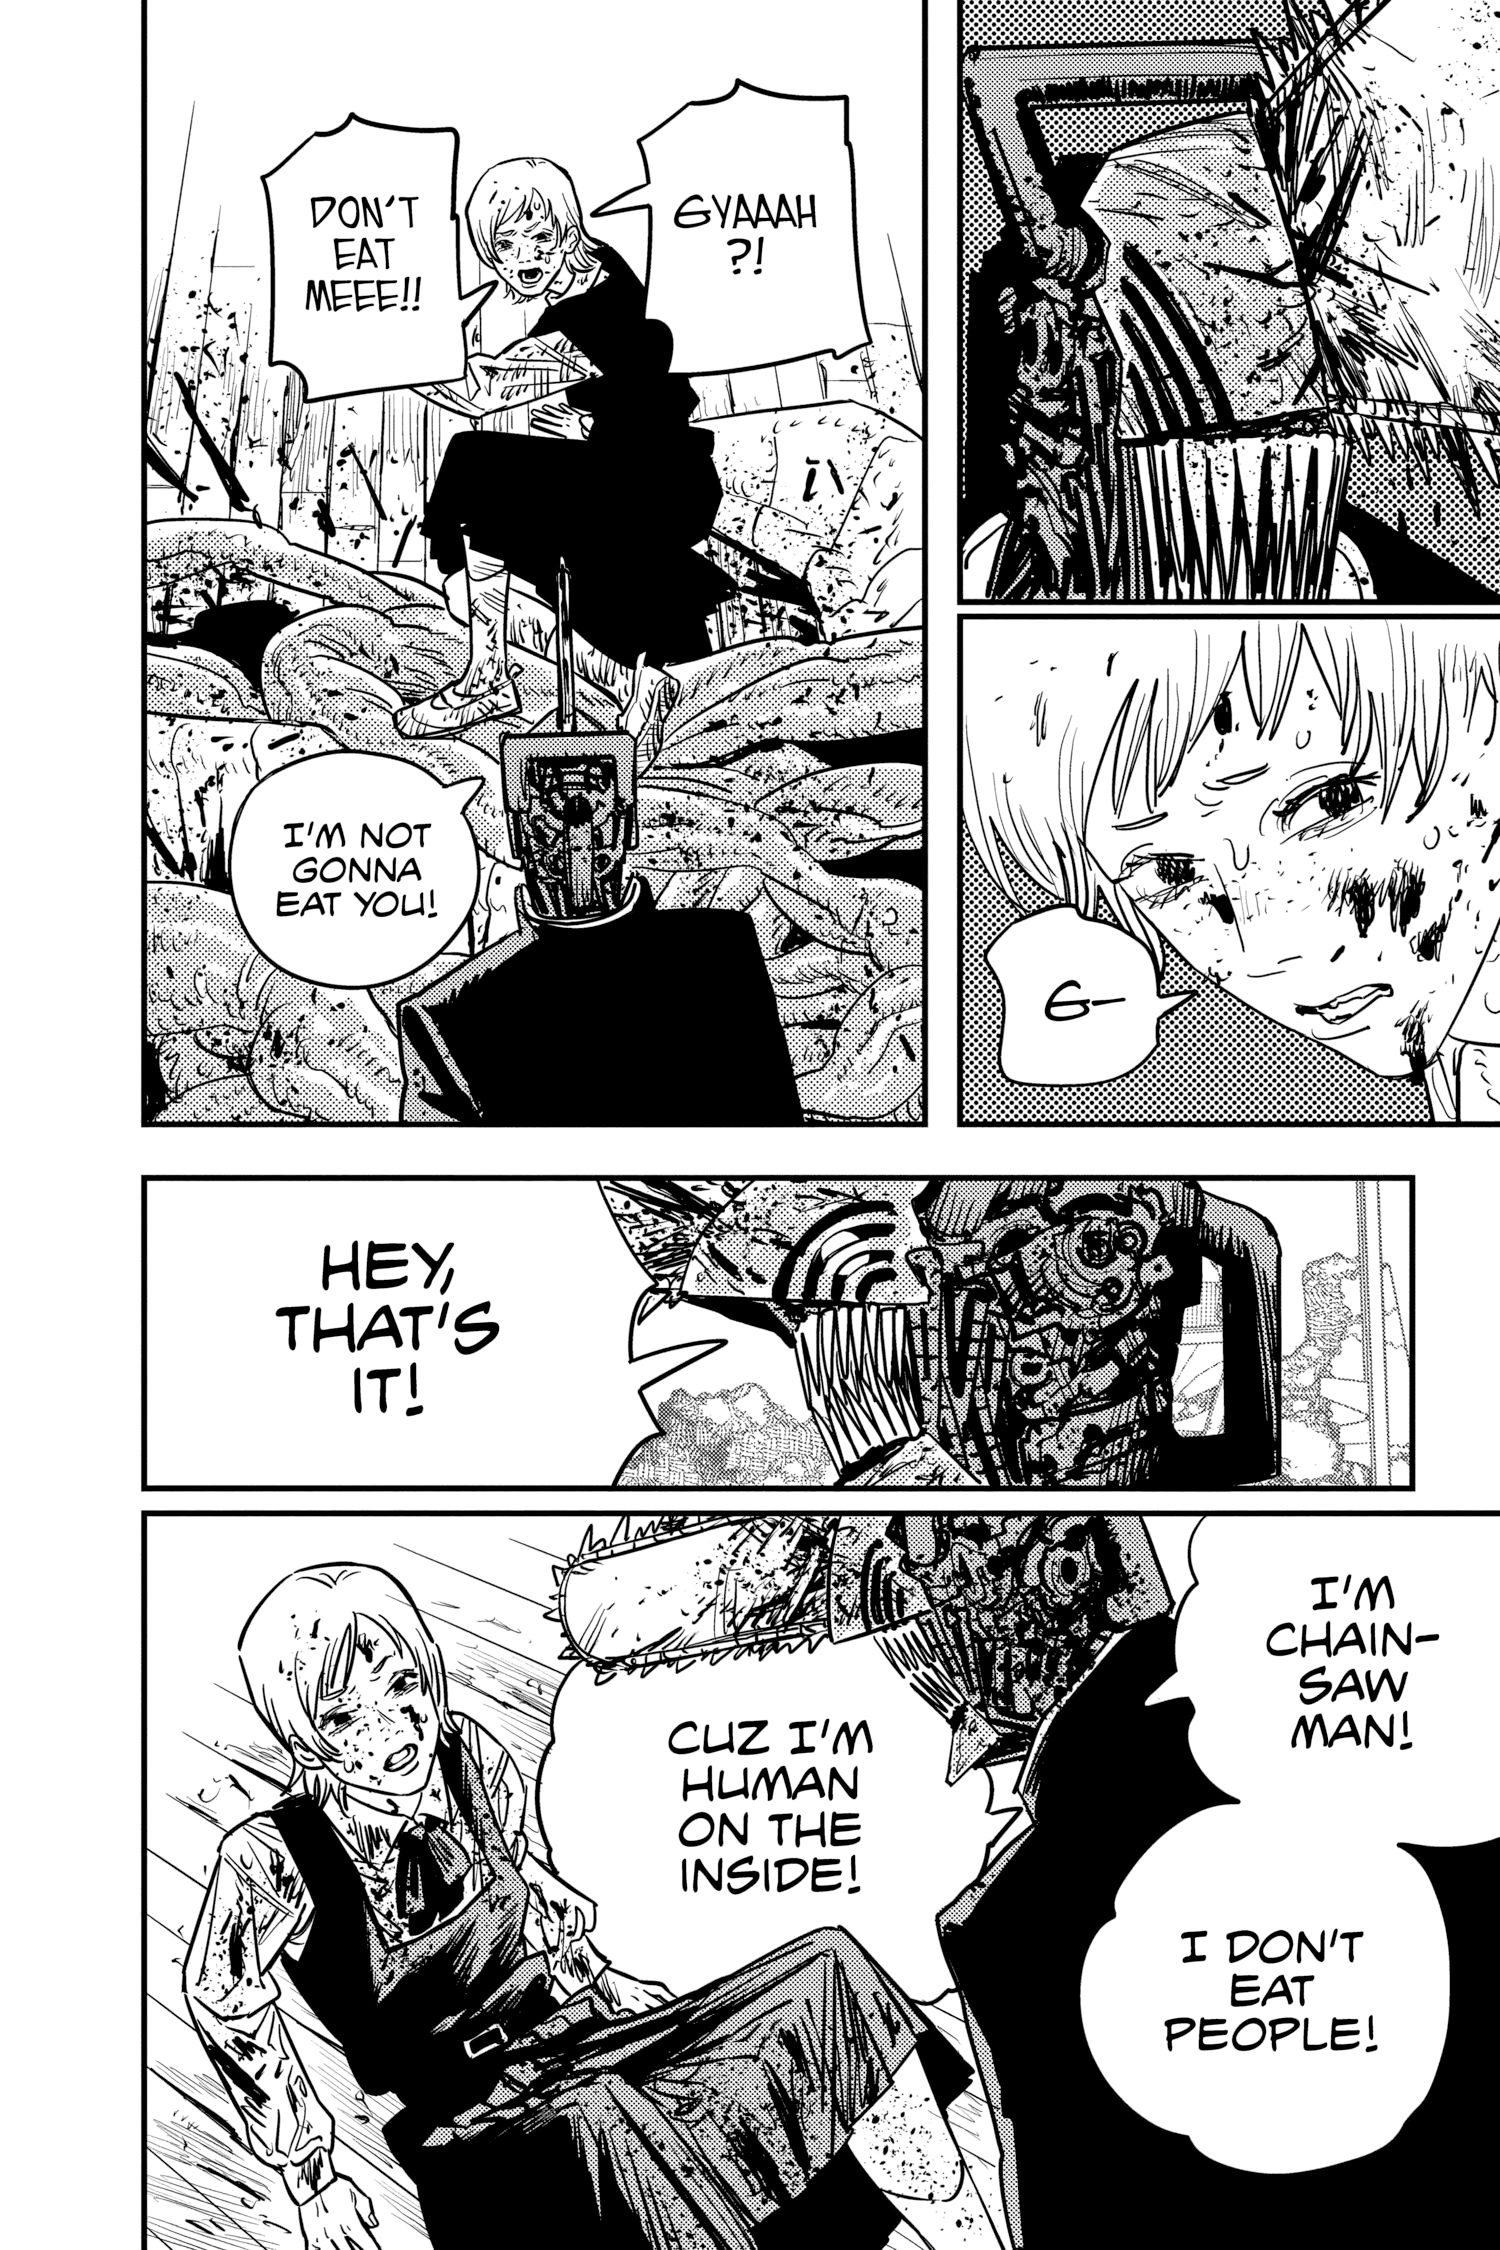 G—
GYAAAH
?!
DON'T
EAT
MEEE!!
I'M NOT
GONNA
EAT YOU!
HEY,
THAT'S
IT!
I'M
CHAIN-
SAW
MAN!
I DON'T
EAT
PEOPLE!
CUZ I'M
HUMAN
ON THE
INSIDE!